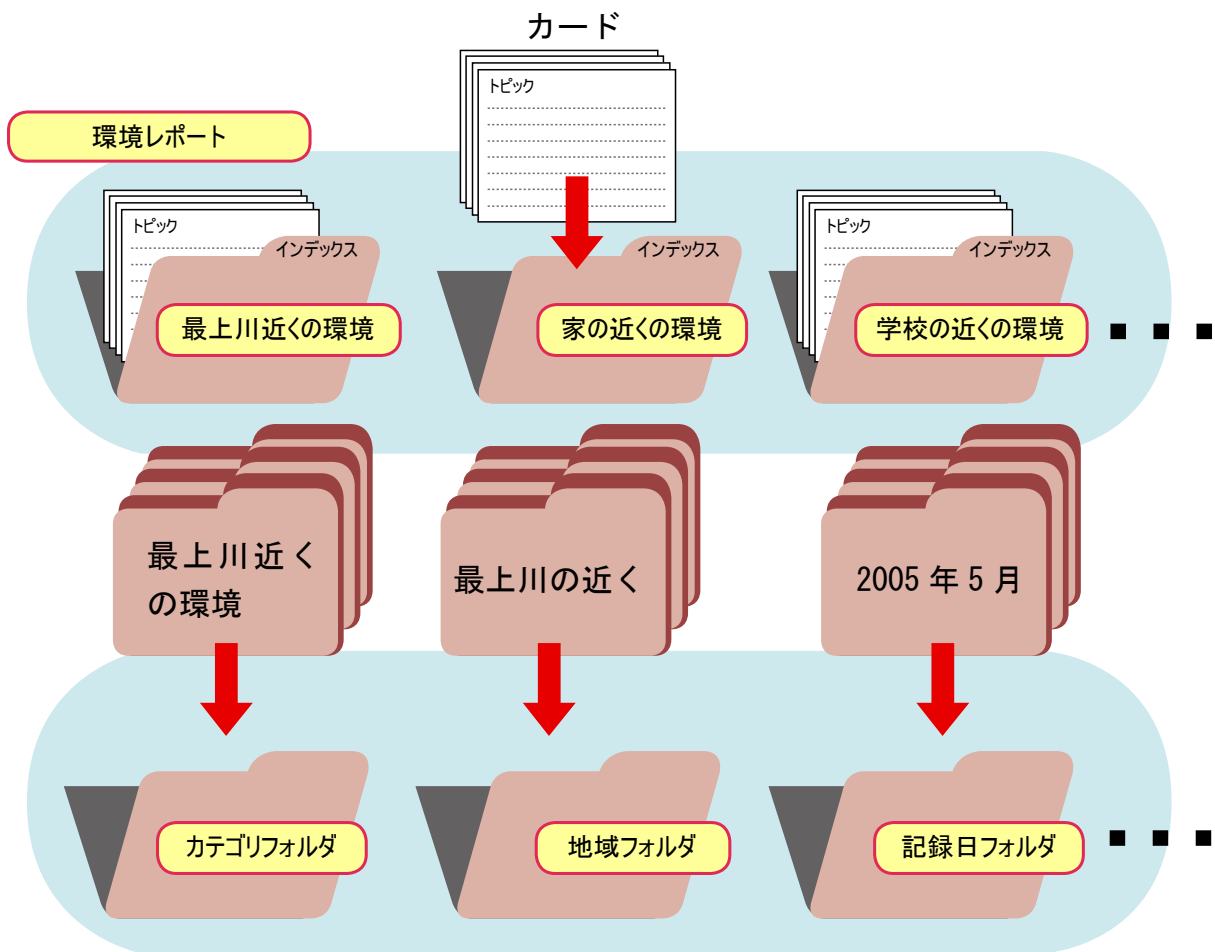 カード
トピック
環境レポート
トピック
トピック
インデックス
インデックス
インデックス
最上川近くの環境
家の近くの環境
学校の近くの環境
最上川近く
の環境
最上川の近く
2005 年 5 月
カテゴリフォルダ
地域フォルダ
記録日フォルダ